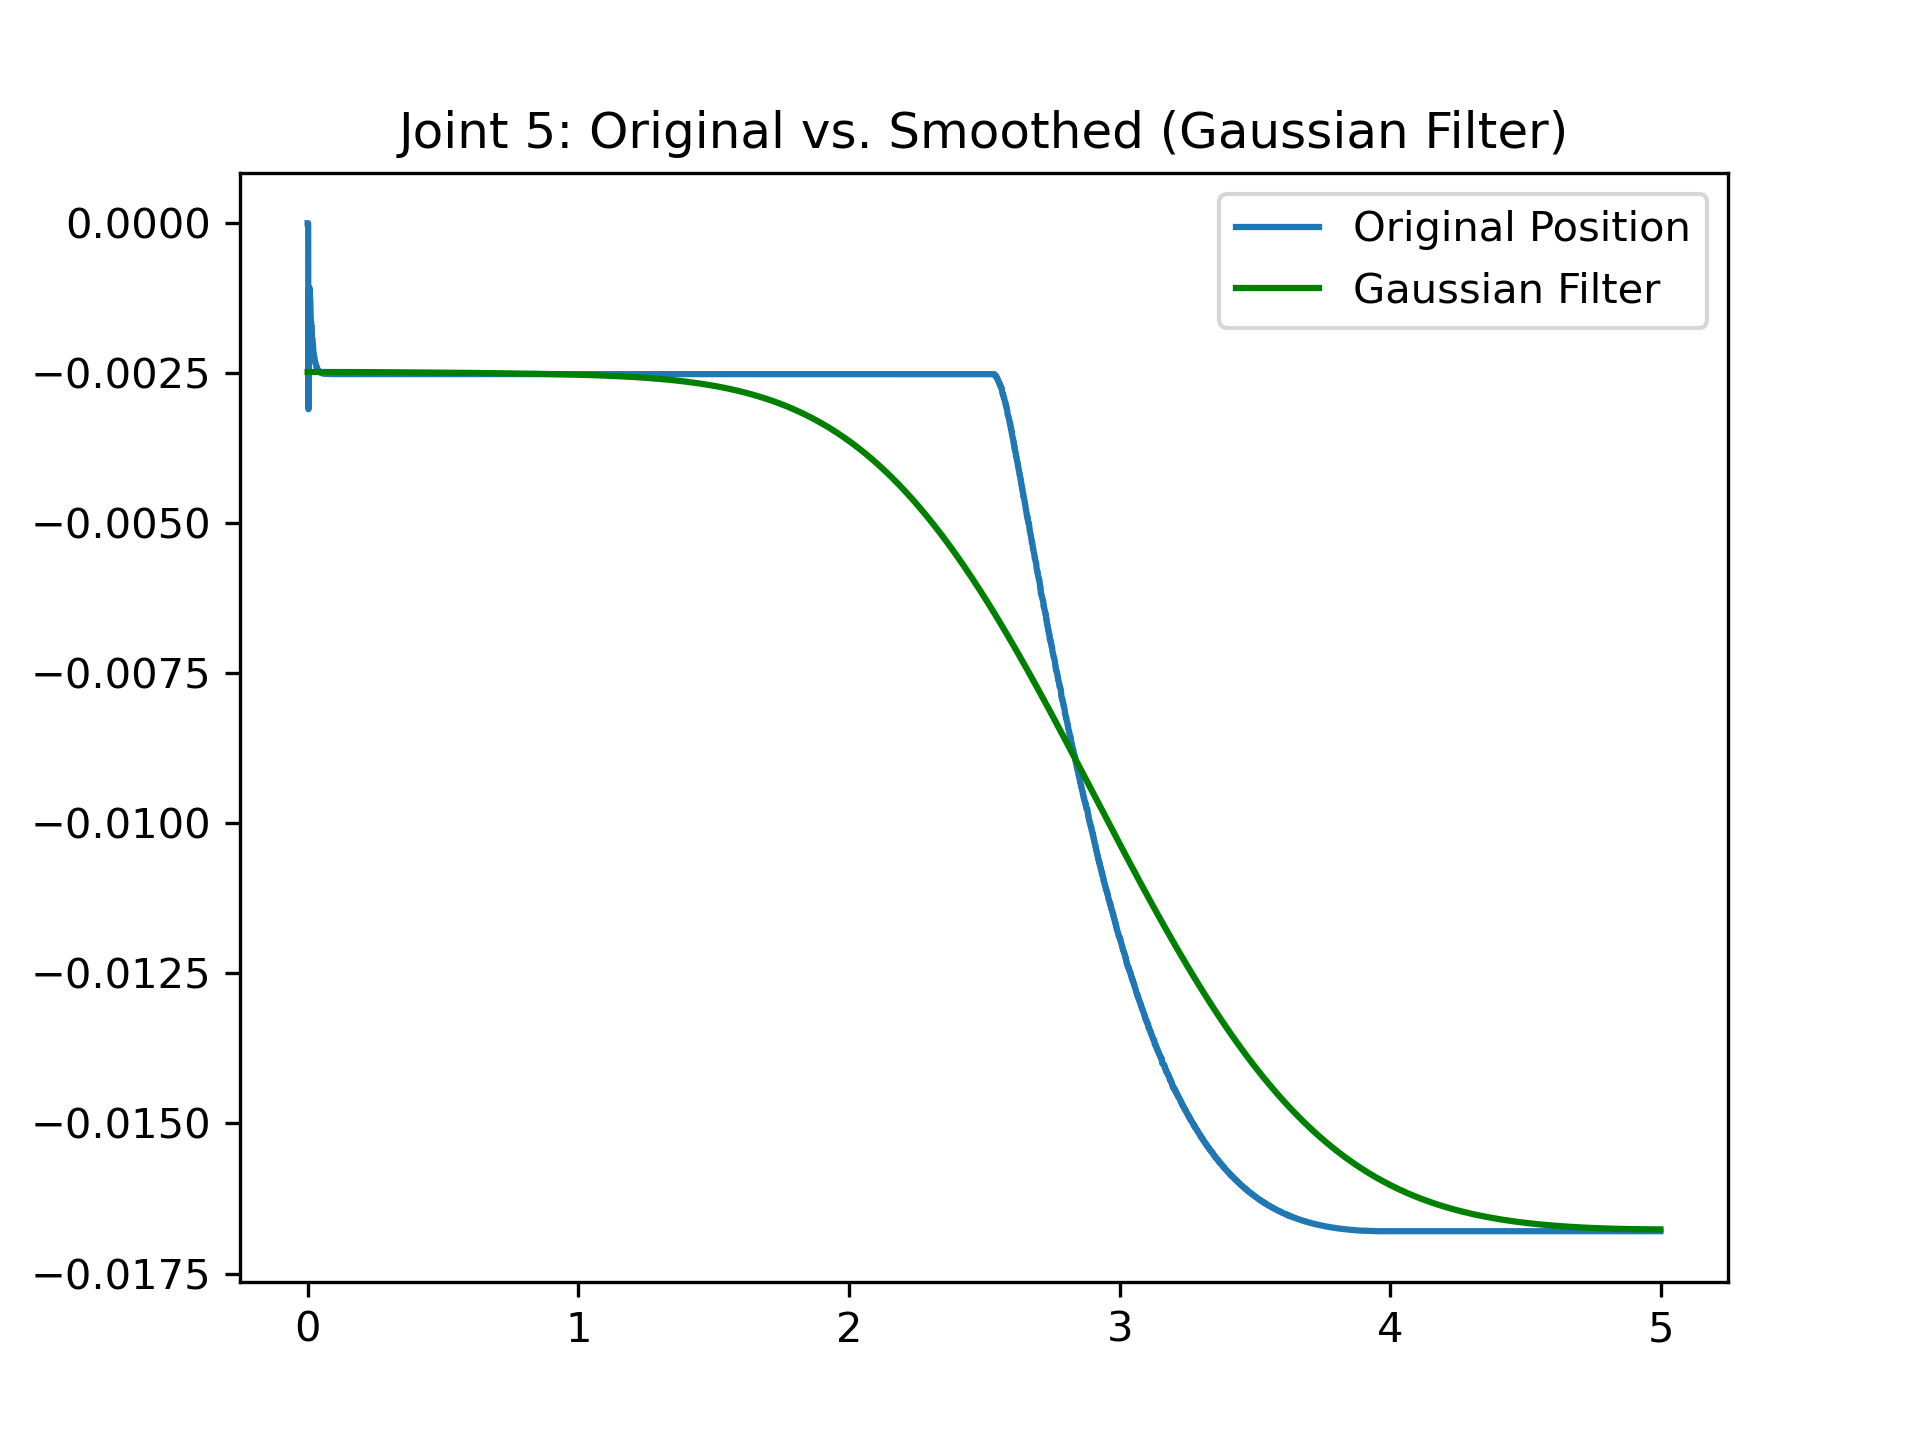 Joint 5: Original vs. Smoothed (Gaussian Filter)
Original Position
Gaussian Filter
0.0000
−0.0025
−0.0050
−0.0075
−0.0100
−0.0125
−0.0150
−0.0175
0 1 2 3 4 5